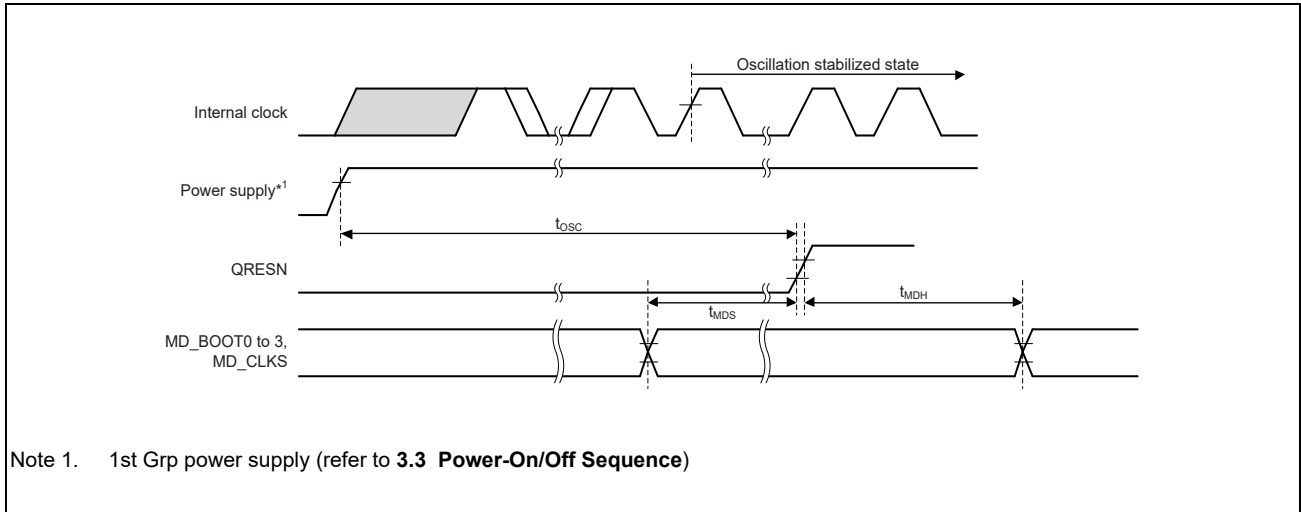 Oscillation stabilized state
Internal clock
Power supply*1
tOSC
QRESN
tMDS
tMDH
MD_BOOT0 to 3,
MD_CLKS
Note 1. 1st Grp power supply (refer to 3.3 Power-On/Off Sequence)